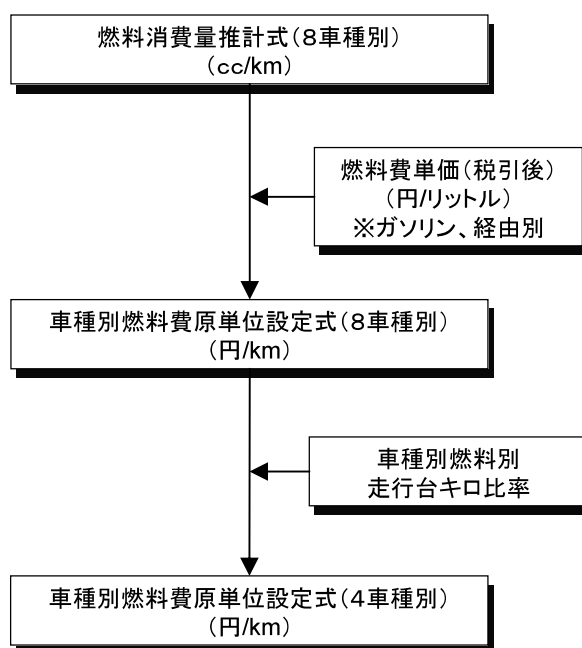 燃料消費量推計式（８車種別）
（cc/km）
燃料費単価（税引後）
（円/リットル）
※ガソリン、経由別
車種別燃料費原単位設定式（８車種別）
（円/km）
車種別燃料別
走行台キロ比率
車種別燃料費原単位設定式（４車種別）
（円/km）